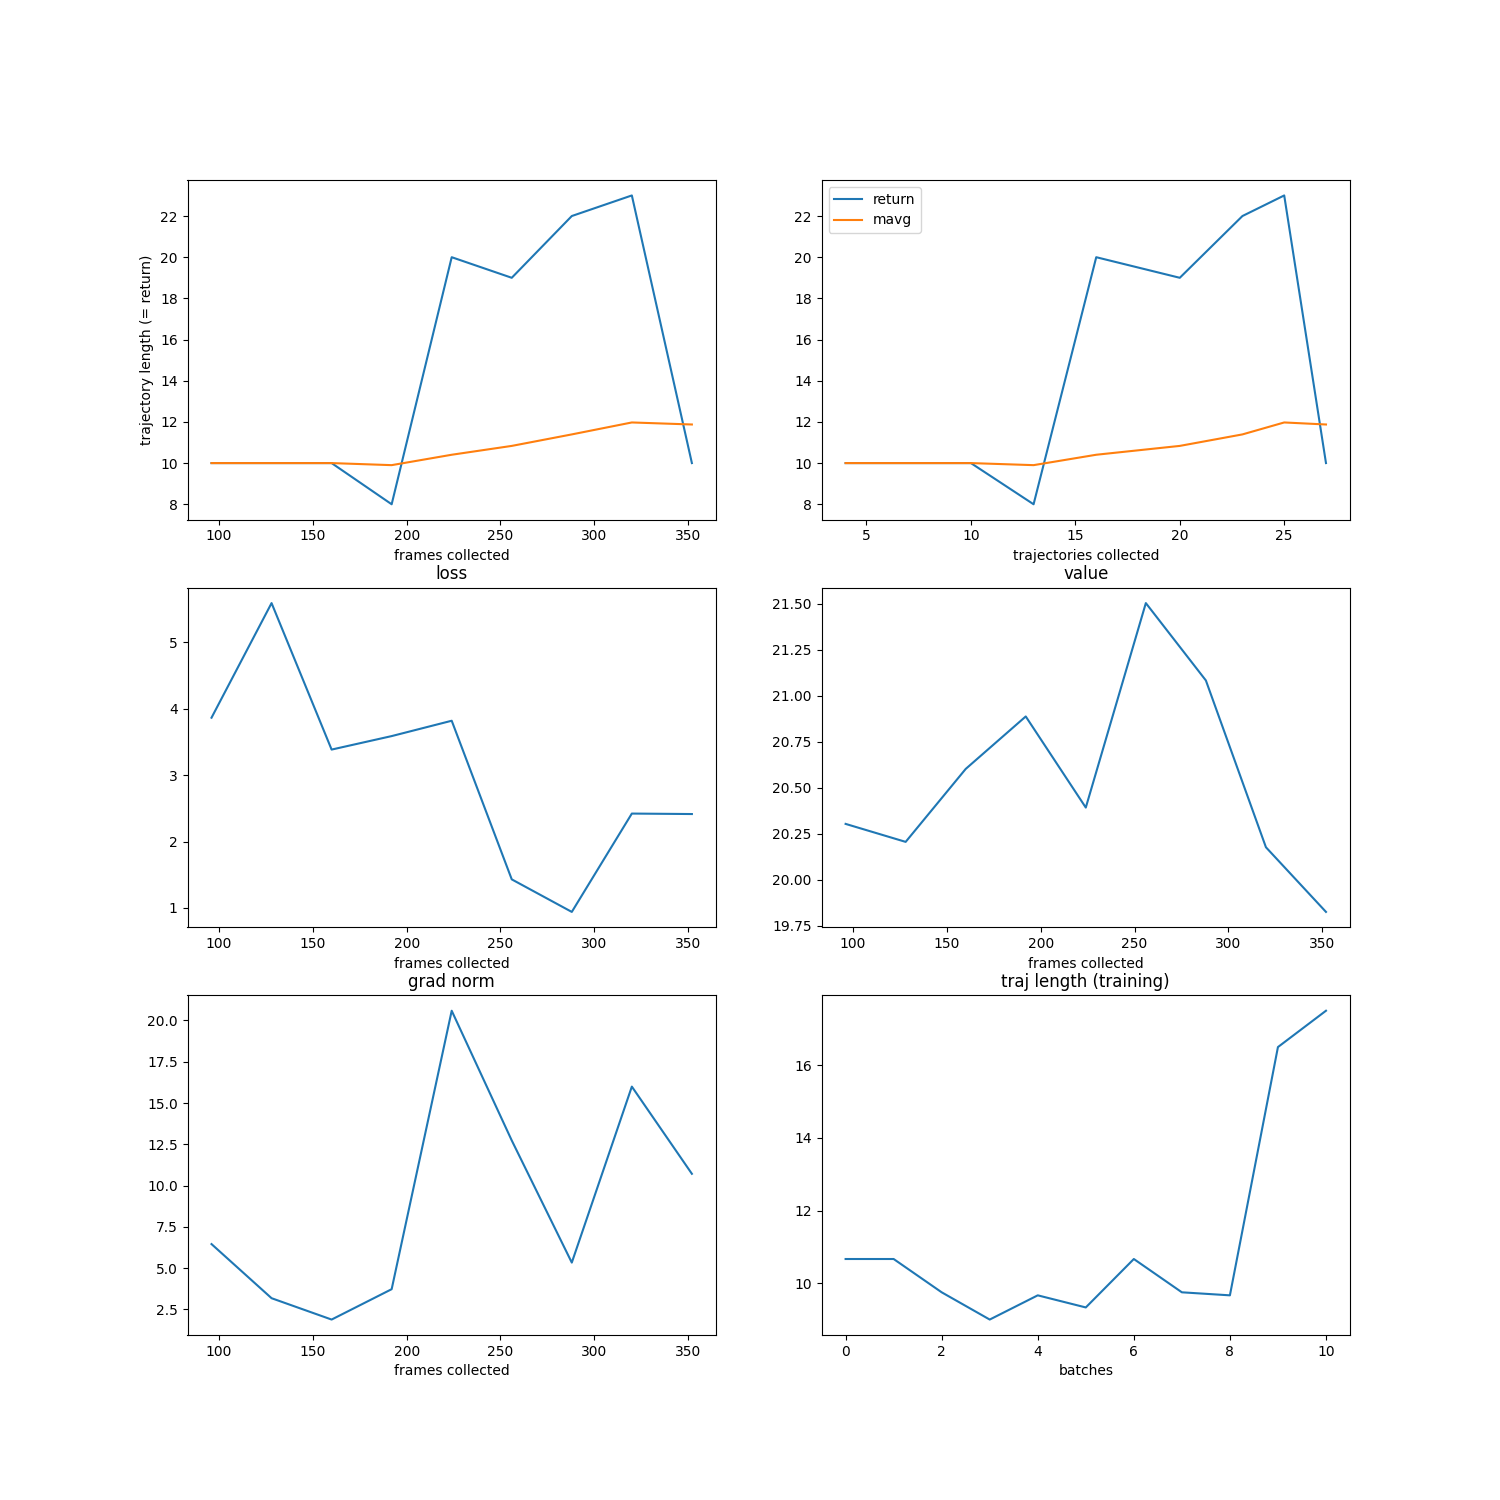 22
20
18
16
14
12
10
8
trajectory length (= return)
100 150 200 250 300 350
frames collected
return
mavg
22
20
18
16
14
12
10
8
5 10 15 20 25
trajectories collected
loss
5
4
3
2
1
100 150 200 250 300 350
frames collected
value
21.50
21.25
21.00
20.75
20.50
20.25
20.00
19.75
100 150 200 250 300 350
frames collected
grad norm
20.0
17.5
15.0
12.5
10.0
7.5
5.0
2.5
100 150 200 250 300 350
frames collected
traj length (training)
16
14
12
10
0 2 4 6 8 10
batches